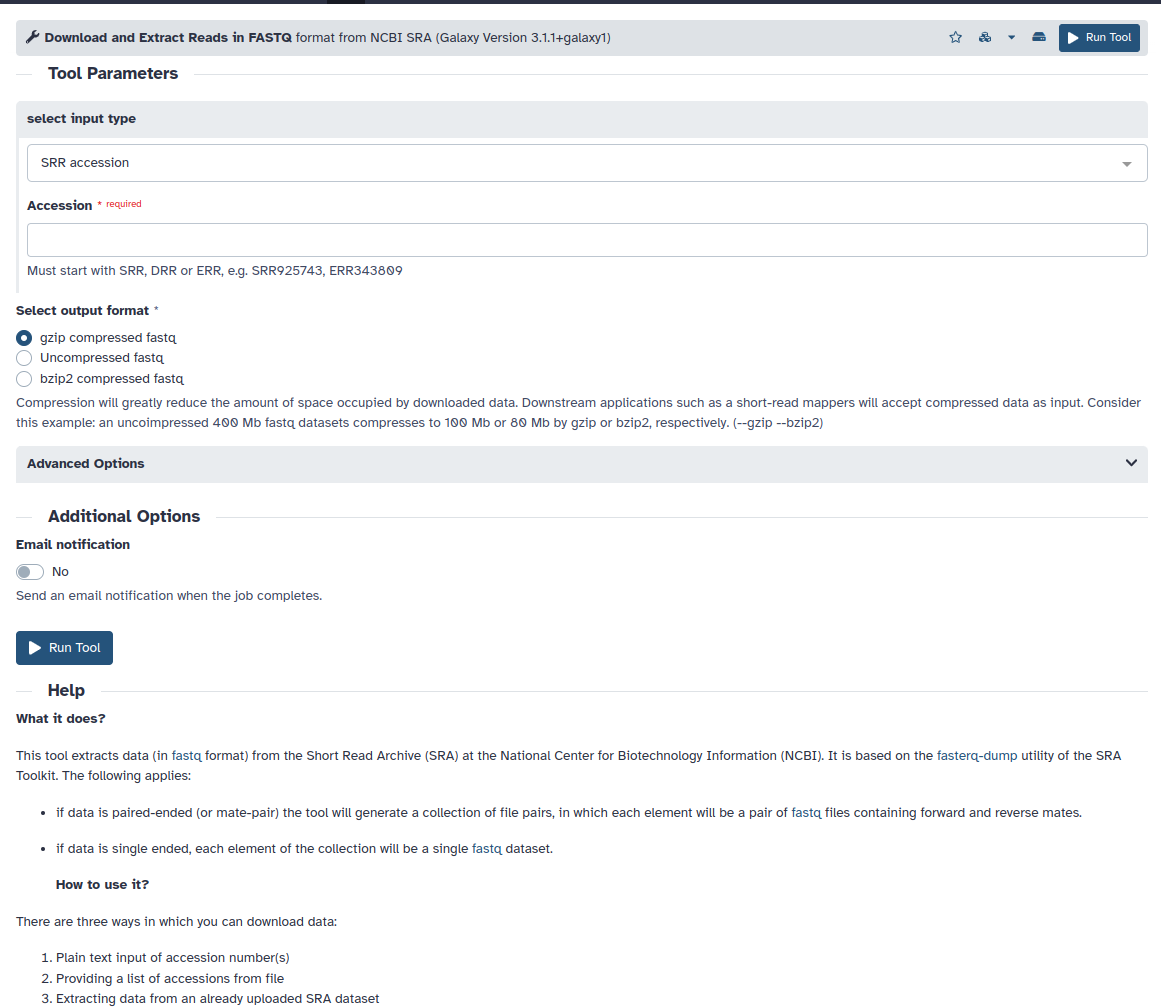 Download and Extract Reads in FASTQ format from NCBI SRA (Galaxy Version 3.1.1+galaxy1)
Run Tool
Tool Parameters
select input type
SRR accession
Accession * required
Must start with SRR, DRR or ERR, e.g. SRR925743, ERR343809
Select output format *
gzip compressed fastq
Uncompressed fastq
bzip2 compressed fastq
Compression will greatly reduce the amount of space occupied by downloaded data. Downstream applications such as a short-read mappers will accept compressed data as input. Consider
this example: an uncoimpressed 400 Mb fastq datasets compresses to 100 Mb or 80 Mb by gzip or bzip2, respectively. (--gzip --bzip2)
Advanced Options
Additional Options
Email notification
No
Send an email notification when the job completes.
Run Tool
Help
What it does?
This tool extracts data (in fastq format) from the Short Read Archive (SRA) at the National Center for Biotechnology Information (NCBI). It is based on the fasterq-dump utility of the SRA
Toolkit. The following applies:
• if data is paired-ended (or mate-pair) the tool will generate a collection of file pairs, in which each element will be a pair of fastq files containing forward and reverse mates.
• if data is single ended, each element of the collection will be a single fastq dataset.
How to use it?
There are three ways in which you can download data:
1. Plain text input of accession number(s)
2. Providing a list of accessions from file
3. Extracting data from an already uploaded SRA dataset